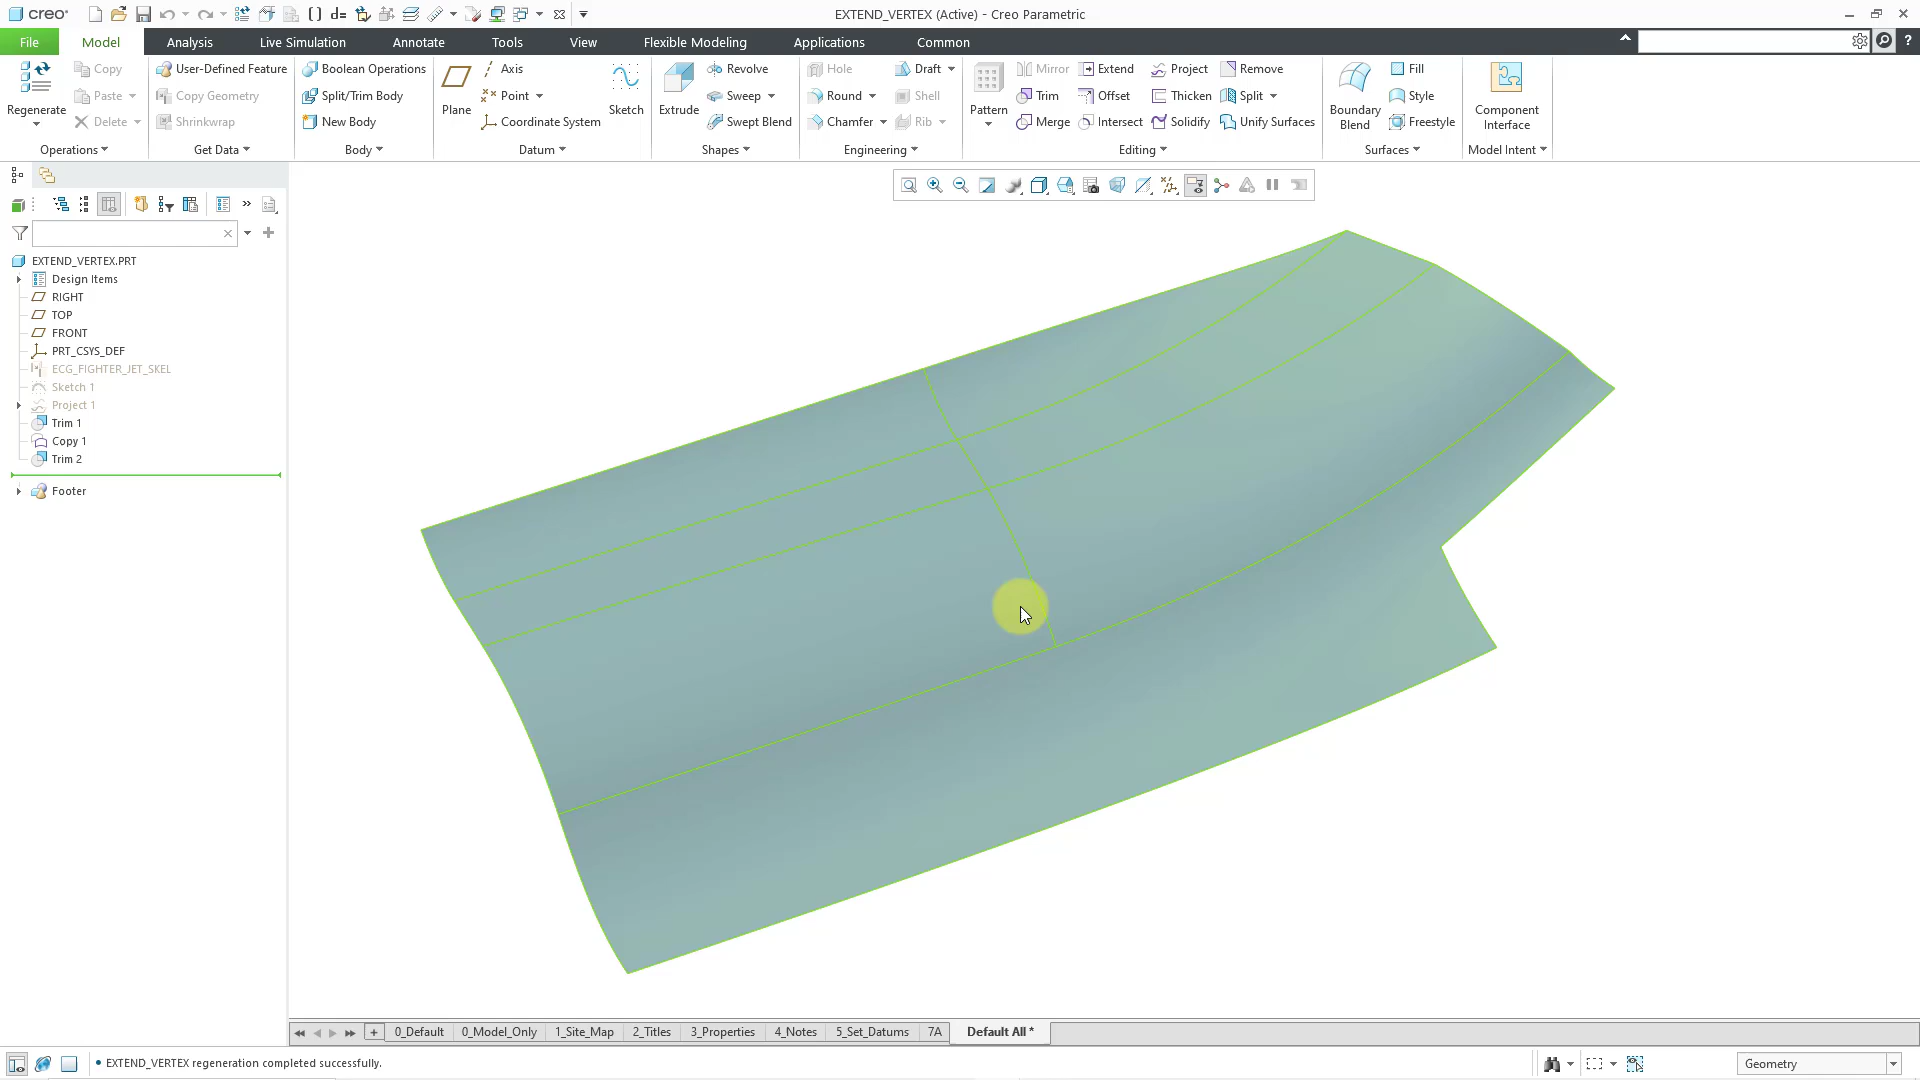 creo
EXTEND_VERTEX (Active) - Creo Parametric
File
Model
Analysis
Live Simulation
Annotate
Tools
View
Flexible Modeling
Applications
Common
Regenerate
Copy
Paste
Delete
Operations
User-Defined Feature
Copy Geometry
Shrinkwrap
Get Data
Boolean Operations
Split/Trim Body
New Body
Body
Plane
Axis
Point
Coordinate System
Sketch
Datum
Extrude
Revolve
Sweep
Swept Blend
Shapes
Hole
Round
Chamfer
Draft
Shell
Rib
Engineering
Pattern
Mirror
Trim
Merge
Extend
Offset
Intersect
Project
Thicken
Solidify
Remove
Split
Unify Surfaces
Editing
Boundary
Blend
Fill
Style
Freestyle
Surfaces
Component
Interface
Model Intent
EXTEND_VERTEX.PRT
Design Items
RIGHT
TOP
FRONT
PRT_CSYS_DEF
ECG_FIGHTER_JET_SKEL
Sketch 1
Project 1
Trim 1
Copy 1
Trim 2
Footer
0_Default
0_Model_Only
1_Site_Map
2_Titles
3_Properties
4_Notes
5_Set_Datums
7A
Default All *
• EXTEND_VERTEX regeneration completed successfully.
Geometry